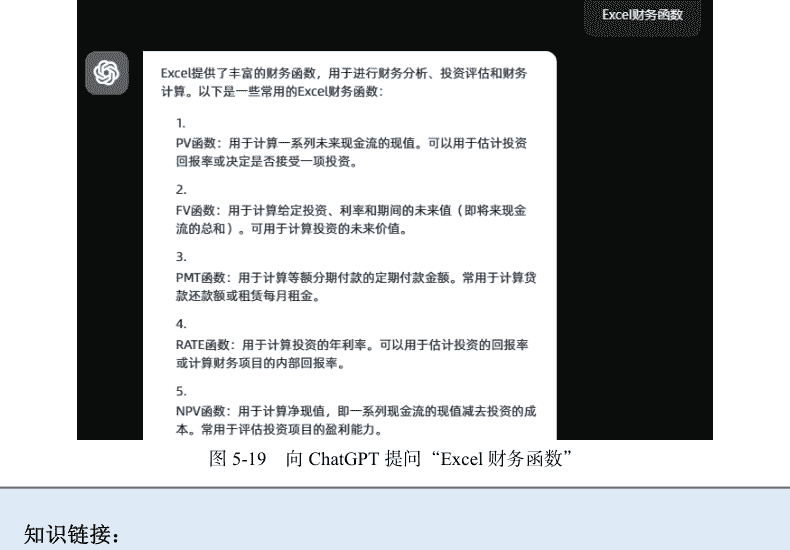 Excel财务函数
Excel提供了丰富的财务函数，用于进行财务分析、投资评估和财务
计算。以下是一些常用的Excel财务函数：
1.
PV函数：用于计算一系列未来现金流的现值。可以用于估计投资
回报率或决定是否接受一项投资。
2.
FV函数：用于计算给定投资、利率和期间的未来值（即将来现金
流的总和）。可用于计算投资的未来价值。
3.
PMT函数：用于计算等额分期付款的定期付款金额。常用于计算贷
款还款额或租赁每月租金。
4.
RATE函数：用于计算投资的年利率。可以用于估计投资的回报率
或计算财务项目的内部回报率。
5.
NPV函数：用于计算净现值，即一系列现金流的现值减去投资的成
本。常用于评估投资项目的盈利能力。
图 5-19 向 ChatGPT 提问“Excel 财务函数”
知识链接：